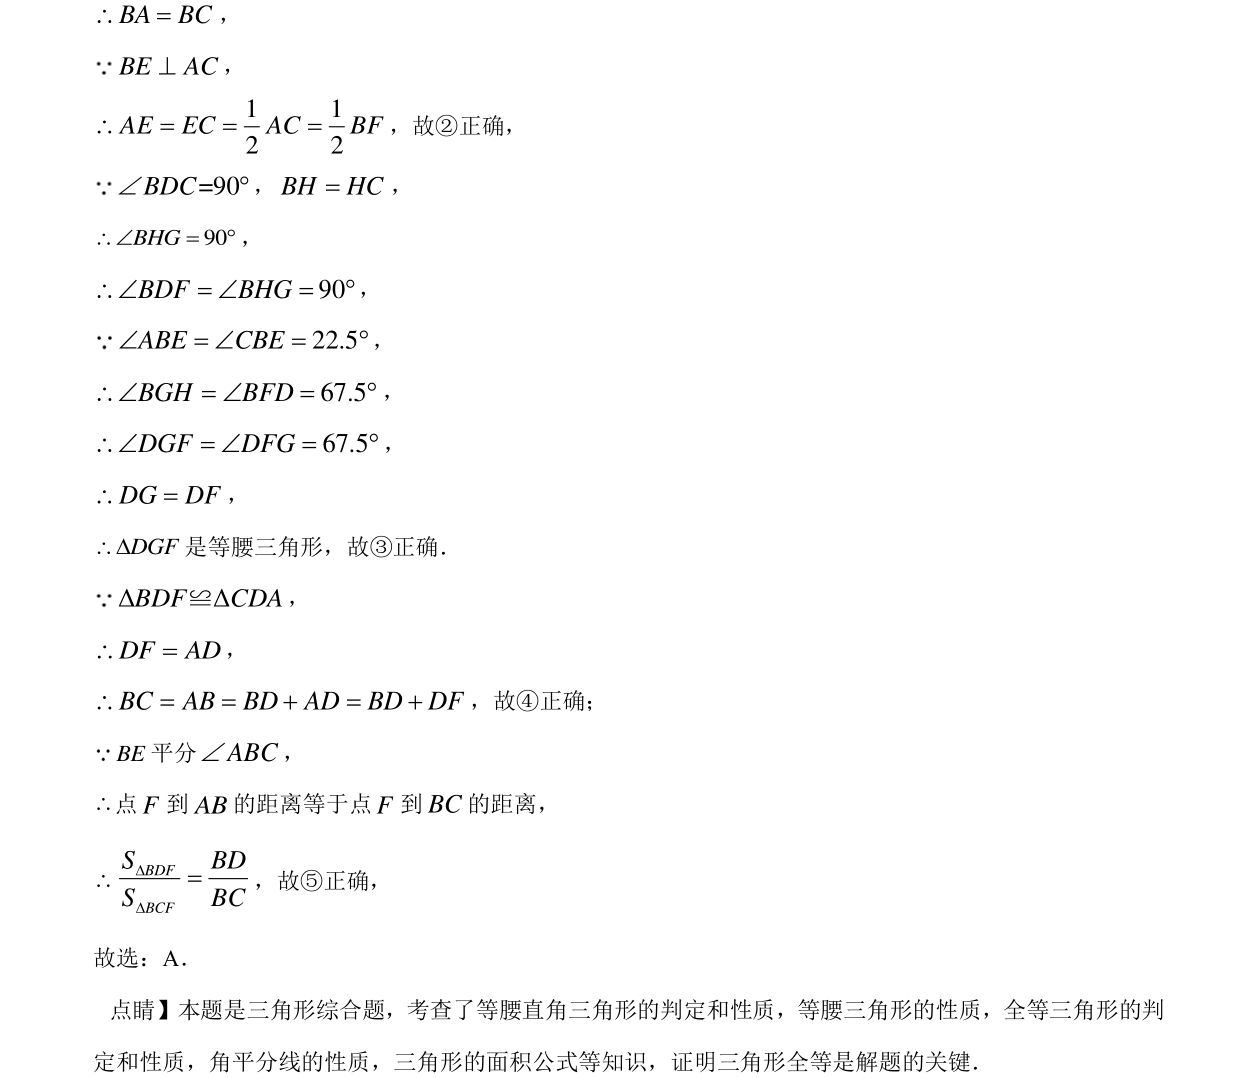 ∴BA = BC，
∵BE ⊥ AC，
∴AE = EC = 1/2 AC = 1/2 BF，故②正确，
∵∠BDC=90°，BH = HC，
∴∠BHG = 90°，
∴∠BDF = ∠BHG = 90°，
∵∠ABE = ∠CBE = 22.5°，
∴∠BGH = ∠BFD = 67.5°，
∴∠DGF = ∠DFG = 67.5°，
∴DG = DF，
∴ΔDGF 是等腰三角形，故③正确．
∵ΔBDF≌ΔCDA，
∴DF = AD，
∴BC = AB = BD + AD = BD + DF，故④正确；
∵BE 平分∠ABC，
∴点 F 到 AB 的距离等于点 F 到 BC 的距离，
∴S_ΔBDF/S_ΔBCF = BD/BC，故⑤正确，
故选：A．
点睛】本题是三角形综合题，考查了等腰直角三角形的判定和性质，等腰三角形的性质，全等三角形的判
定和性质，角平分线的性质，三角形的面积公式等知识，证明三角形全等是解题的关键．